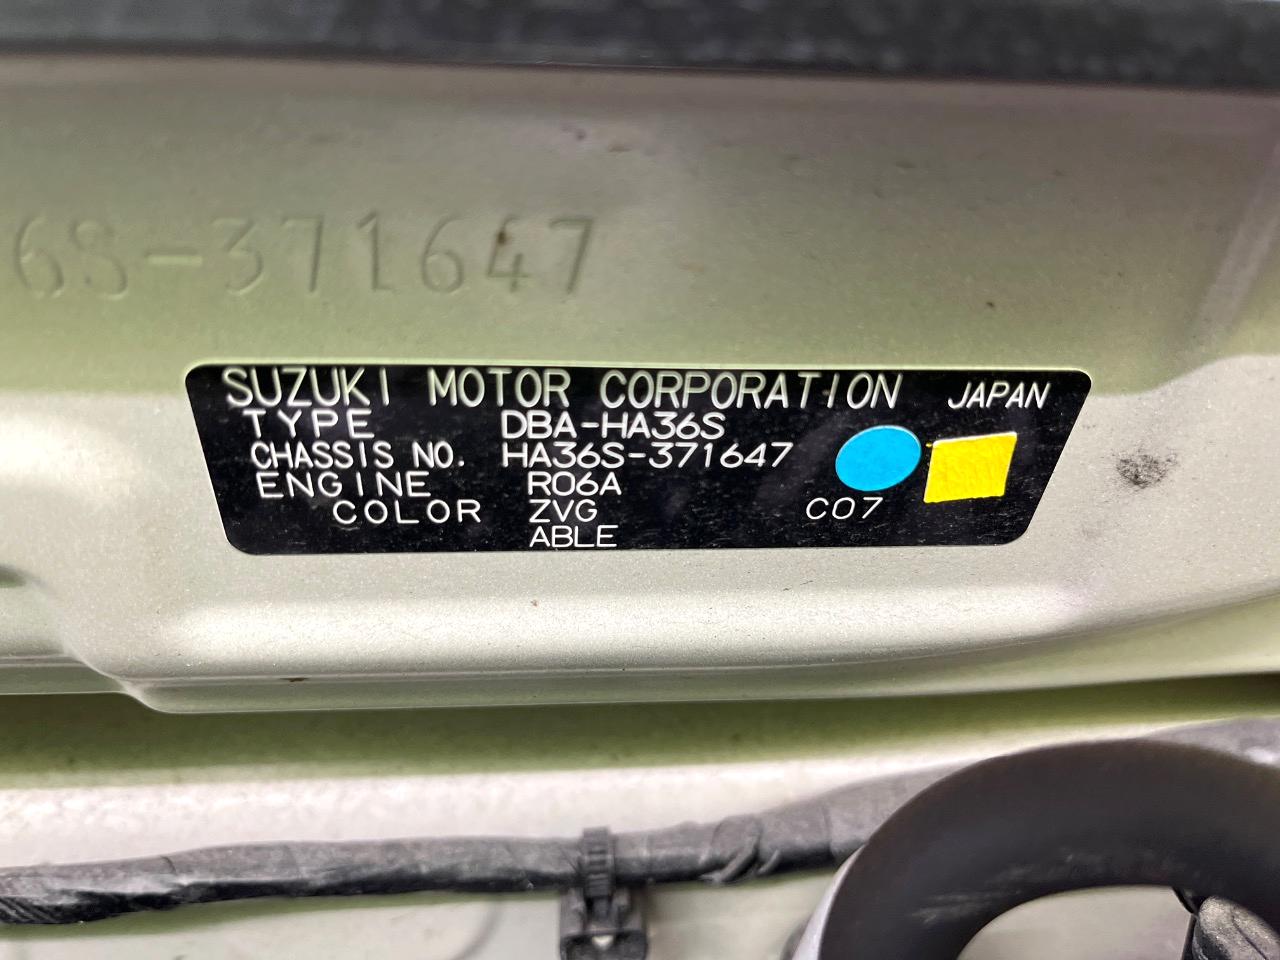 6S-371647
SUZUKI MOTOR CORPORATION JAPAN
TYPE DBA-HA36S
CHASSIS NO. HA36S-371647
ENGINE R06A
COLOR ZVG C07
ABLE